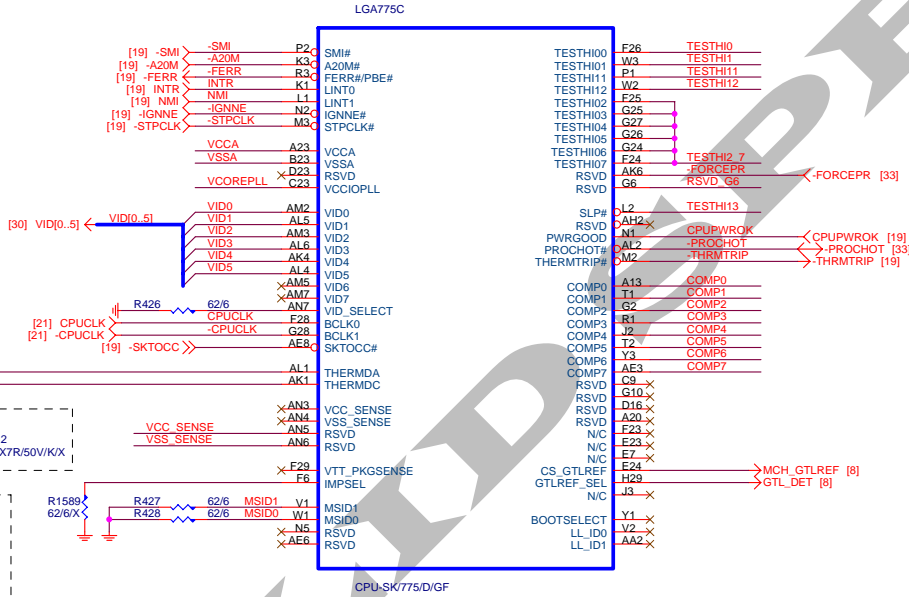 LGA775C
[19] -SMI -SMI P2 SMI# TESTHI00 F26 TESTHI0
[19] -A20M -A20M K3 A20M# TESTHI01 W3 TESTHI1
[19] -FERR -FERR R3 FERR#/PBE# TESTHI11 P1 TESTHI11
[19] INTR INTR K1 LINT0 TESTHI12 W2 TESTHI12
[19] NMI NMI L1 LINT1 TESTHI02 F25
[19] -IGNNE -IGNNE N2 IGNNE# TESTHI03 G25
[19] -STPCLK -STPCLK M3 STPCLK# TESTHI04 G27
TESTHI05 G26
VCCA A23 VCCA TESTHII06 G24
VSSA B23 VSSA TESTHI07 F24 TESTHI2_7
D23 RSVD RSVD AK6 -FORCEPR -FORCEPR [33]
VCOREPLL C23 VCCIOPLL RSVD G6 RSVD_G6
VID0 AM2 VID0 SLP# L2 TESTHI13
[30] VID[0..5] VID[0..5] VID1 AL5 VID1 RSVD AH2
VID2 AM3 VID2 PWRGOOD N1 CPUPWROK CPUPWROK [19]
VID3 AL6 VID3 PROCHOT# AL2 -PROCHOT -PROCHOT [33]
VID4 AK4 VID4 THERMTRIP# M2 -THRMTRIP -THRMTRIP [19]
VID5 AL4 VID5
AM5 VID6 COMP0 A13 COMP0
AM7 VID7 COMP1 T1 COMP1
R426 62/6 AN7 VID_SELECT COMP2 G2 COMP2
[21] CPUCLK CPUCLK F28 BCLK0 COMP3 R1 COMP3
[21] -CPUCLK -CPUCLK G28 BCLK1 COMP4 J2 COMP4
[19] -SKTOCC AE8 SKTOCC# COMP5 T2 COMP5
COMP6 Y3 COMP6
AL1 THERMDA COMP7 AE3 COMP7
AK1 THERMDC RSVD C9
RSVD G10
AN3 VCC_SENSE RSVD D16
AN4 VSS_SENSE RSVD A20
VCC_SENSE AN5 RSVD N/C F23
VSS_SENSE AN6 RSVD N/C E23
2
X7R/50V/K/X
N/C E7
F29 VTT_PKGSENSE CS_GTLREF E24 MCH_GTLREF [8]
F6 IMPSEL GTLREF_SEL H29 GTL_DET [8]
N/C J3
R1589
62/6/X
R427 62/6 MSID1 V1 MSID1
R428 62/6 MSID0 W1 MSID0 BOOTSELECT Y1
N5 RSVD LL_ID0 V2
AE6 RSVD LL_ID1 AA2
CPU-SK/775/D/GF